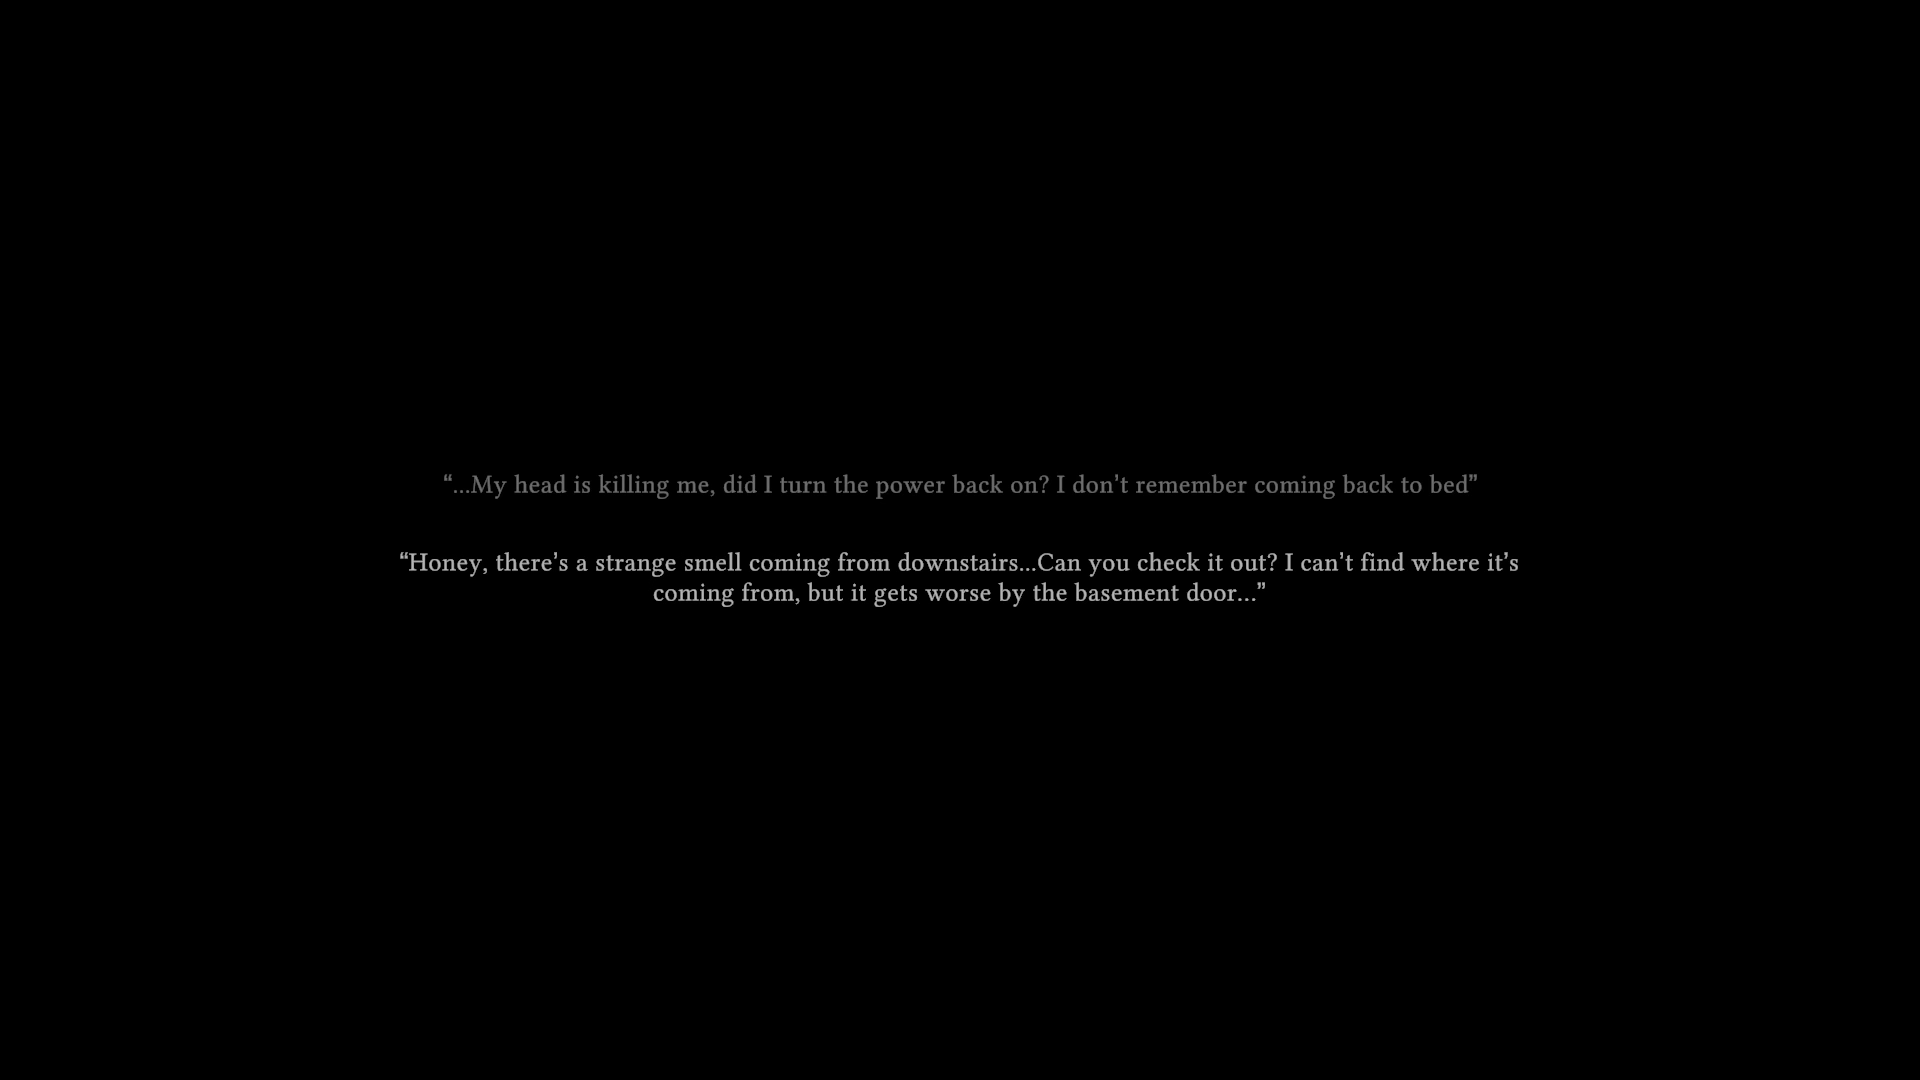 “...My head is killing me, did I turn the power back on? I don’t remember coming back to bed”
“Honey, there’s a strange smell coming from downstairs...Can you check it out? I can’t find where it’s
coming from, but it gets worse by the basement door...”